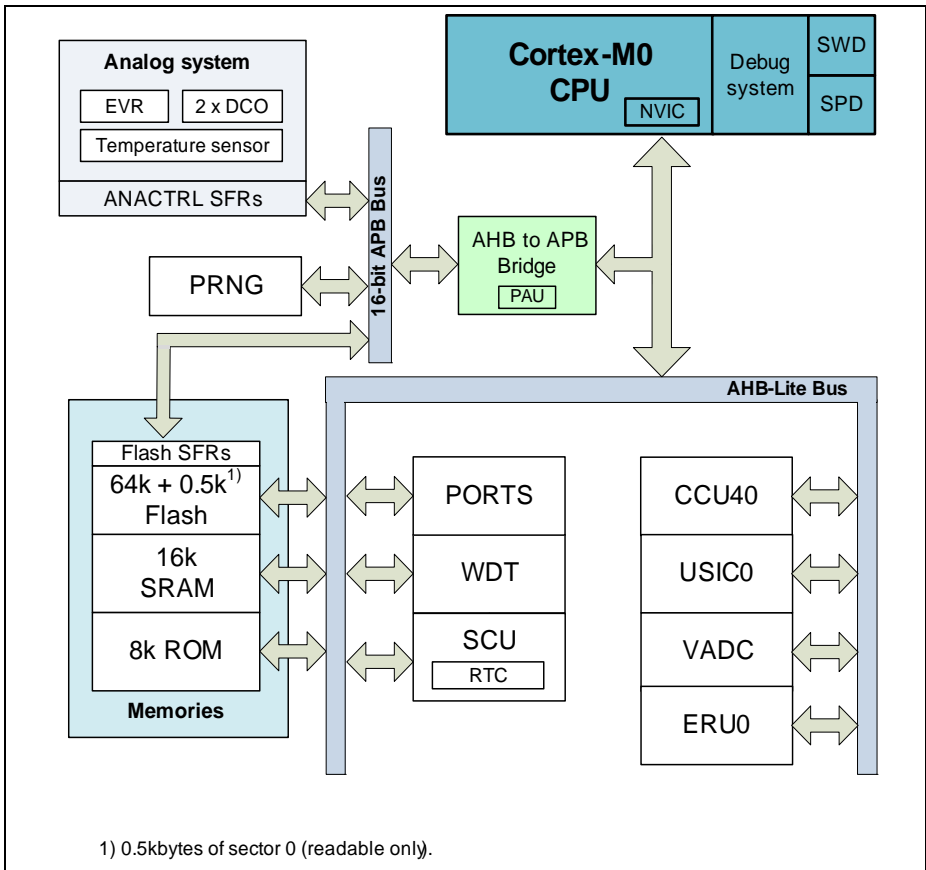 Analog system
EVR
2 x DCO
Temperature sensor
ANACTRL SFRs
Cortex-M0
CPU
NVIC
Debug
system
SWD
SPD
16-bit APB Bus
AHB to APB
Bridge
PAU
PRNG
AHB-Lite Bus
Flash SFRs
64k + 0.5k1)
Flash
16k
SRAM
8k ROM
Memories
PORTS
WDT
SCU
RTC
CCU40
USIC0
VADC
ERU0
1) 0.5kbytes of sector 0 (readable only).